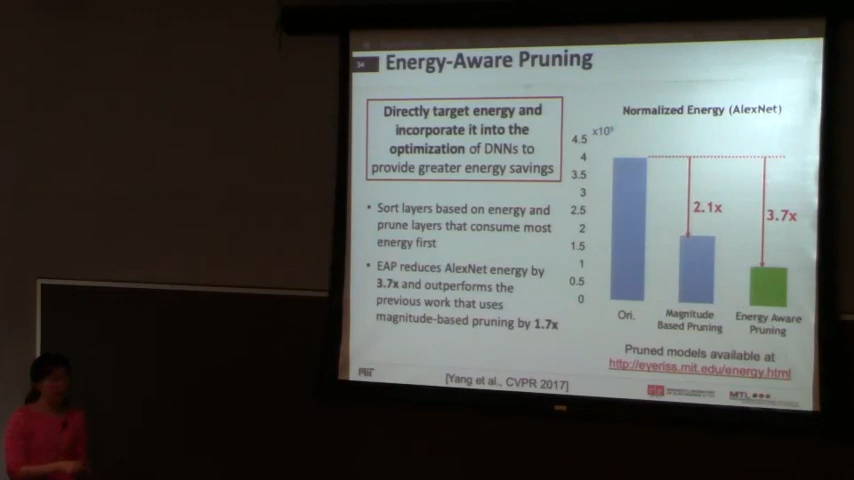 34
Energy-Aware Pruning
Directly target energy and
incorporate it into the
optimization of DNNs to
provide greater energy savings
• Sort layers based on energy and
prune layers that consume most
energy first
• EAP reduces AlexNet energy by
3.7x and outperforms the
previous work that uses
magnitude-based pruning by 1.7x
Normalized Energy (AlexNet)
x10⁹
4.5
4
3.5
3
2.5
2
1.5
1
0.5
0
2.1x
3.7x
Ori.
Magnitude
Based Pruning
Energy Aware
Pruning
Pruned models available at
http://eyeriss.mit.edu/energy.html
[Yang et al., CVPR 2017]
MTL